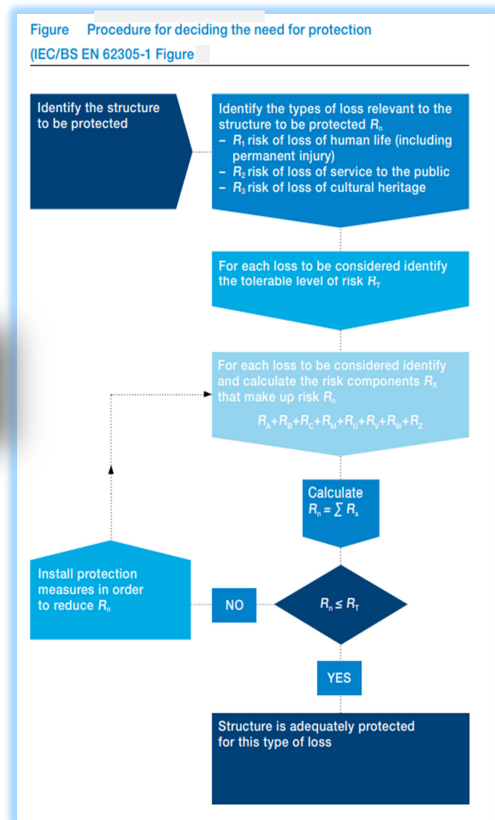 Figure Procedure for deciding the need for protection
(IEC/BS EN 62305-1 Figure
Identify the structure
to be protected
Identify the types of loss relevant to the
structure to be protected Rn
– R1 risk of loss of human life (including
permanent injury)
– R2 risk of loss of service to the public
– R3 risk of loss of cultural heritage
For each loss to be considered identify
the tolerable level of risk RT
For each loss to be considered identify
and calculate the risk components Rx
that make up risk Rn
RA+RB+RC+RM+RU+RV+RW+RZ
Calculate
Rn = ∑ Rx
Install protection
measures in order
to reduce Rn
NO
Rn ≤ RT
YES
Structure is adequately protected
for this type of loss